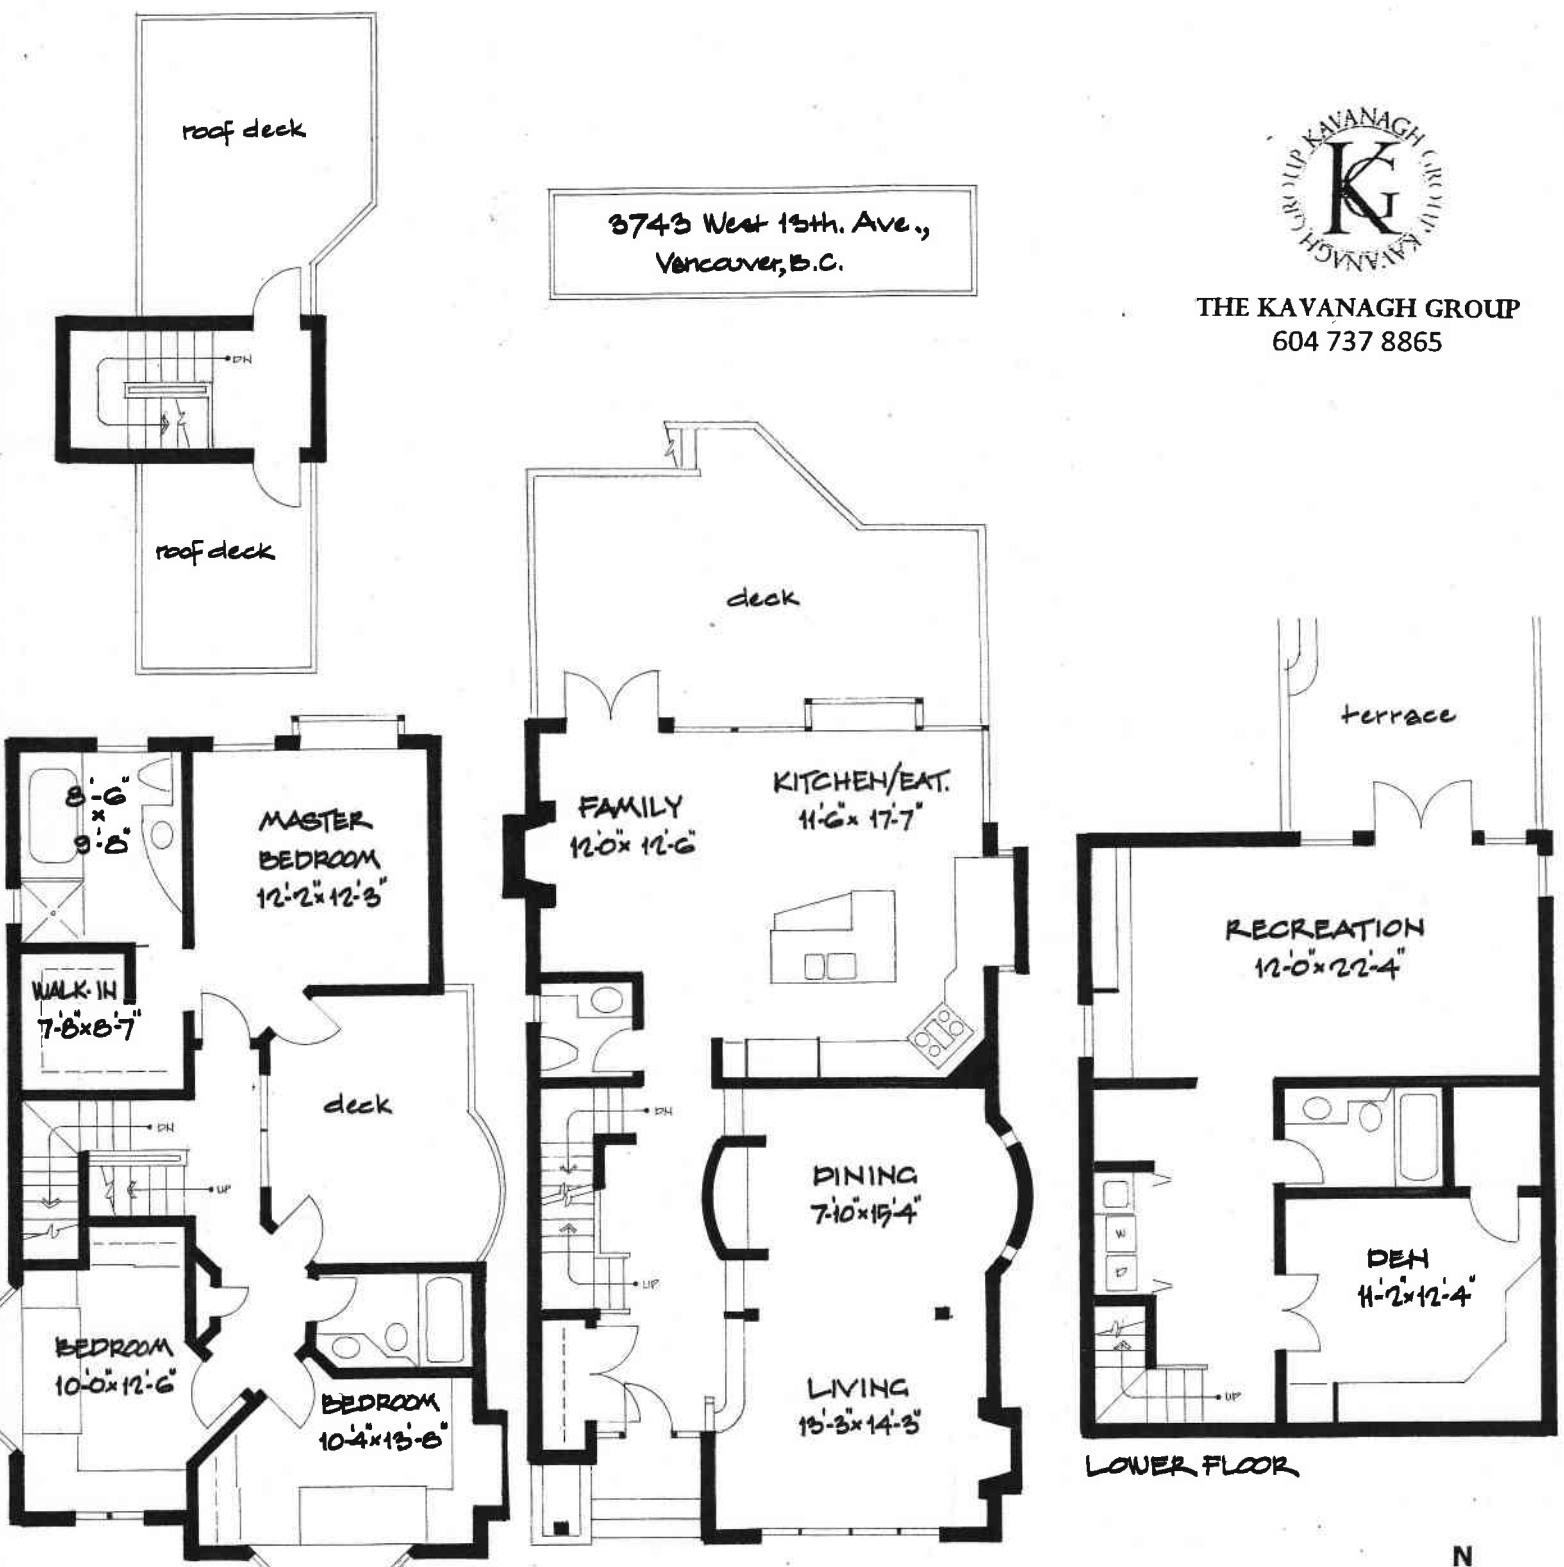 roof deck
3743 West 13th. Ave.,
Vancouver, B.C.
KAVANAGH GROUP KAVANAGH GROUP
KG
THE KAVANAGH GROUP
604 737 8865
DN
roof deck
8'-6"
x
9'-8"
MASTER
BEDROOM
12'-2" x 12'-3"
WALK-IN
7'-8" x 8'-7"
deck
DN
UP
BEDROOM
10'-0" x 12'-6"
BEDROOM
10'-4" x 13'-8"
deck
FAMILY
12'-0" x 12'-6"
KITCHEN/EAT.
11'-6" x 17'-7"
DN
UP
DINING
7'-10" x 15'-4"
LIVING
13'-3" x 14'-3"
terrace
RECREATION
12'-0" x 22'-4"
W
D
DEN
11'-2" x 12'-4"
UP
LOWER FLOOR
N